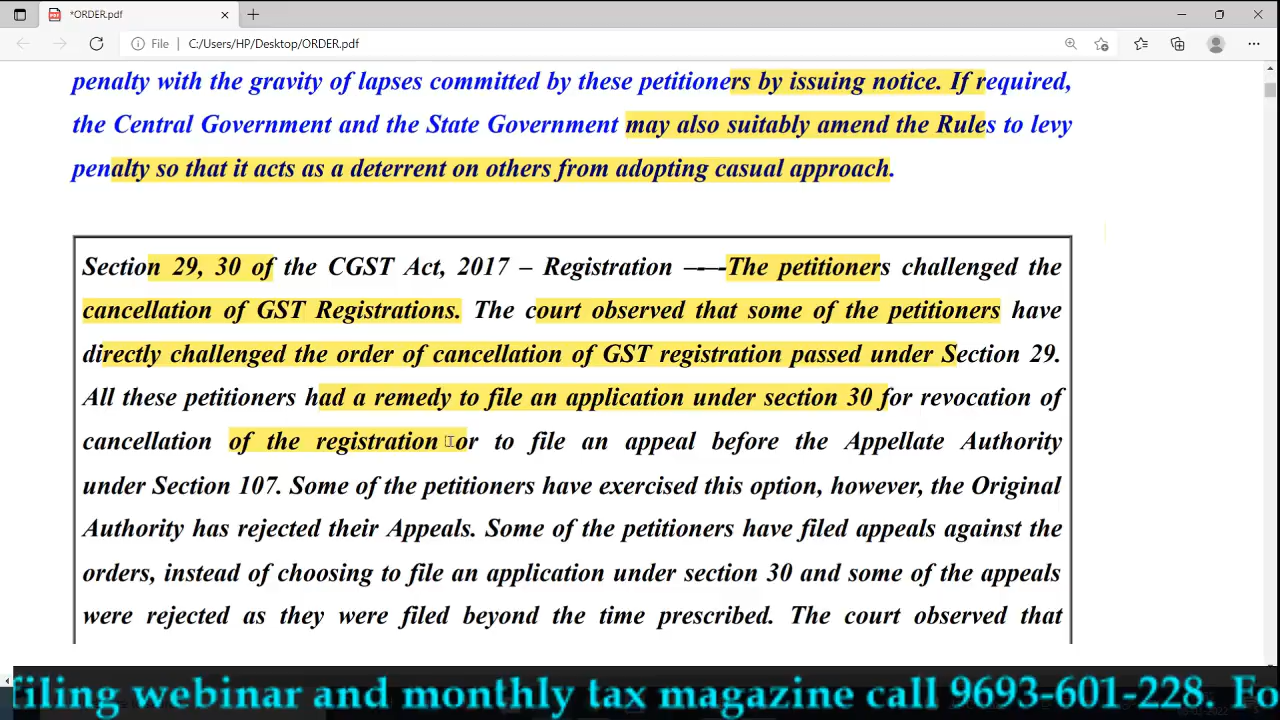 *ORDER.pdf
File C:/Users/HP/Desktop/ORDER.pdf
penalty with the gravity of lapses committed by these petitioners by issuing notice. If required,
the Central Government and the State Government may also suitably amend the Rules to levy
penalty so that it acts as a deterrent on others from adopting casual approach.
Section 29, 30 of the CGST Act, 2017 – Registration ——The petitioners challenged the
cancellation of GST Registrations. The court observed that some of the petitioners have
directly challenged the order of cancellation of GST registration passed under Section 29.
All these petitioners had a remedy to file an application under section 30 for revocation of
cancellation of the registration or to file an appeal before the Appellate Authority
under Section 107. Some of the petitioners have exercised this option, however, the Original
Authority has rejected their Appeals. Some of the petitioners have filed appeals against the
orders, instead of choosing to file an application under section 30 and some of the appeals
were rejected as they were filed beyond the time prescribed. The court observed that
filing webinar and monthly tax magazine call 9693-601-228. Fo